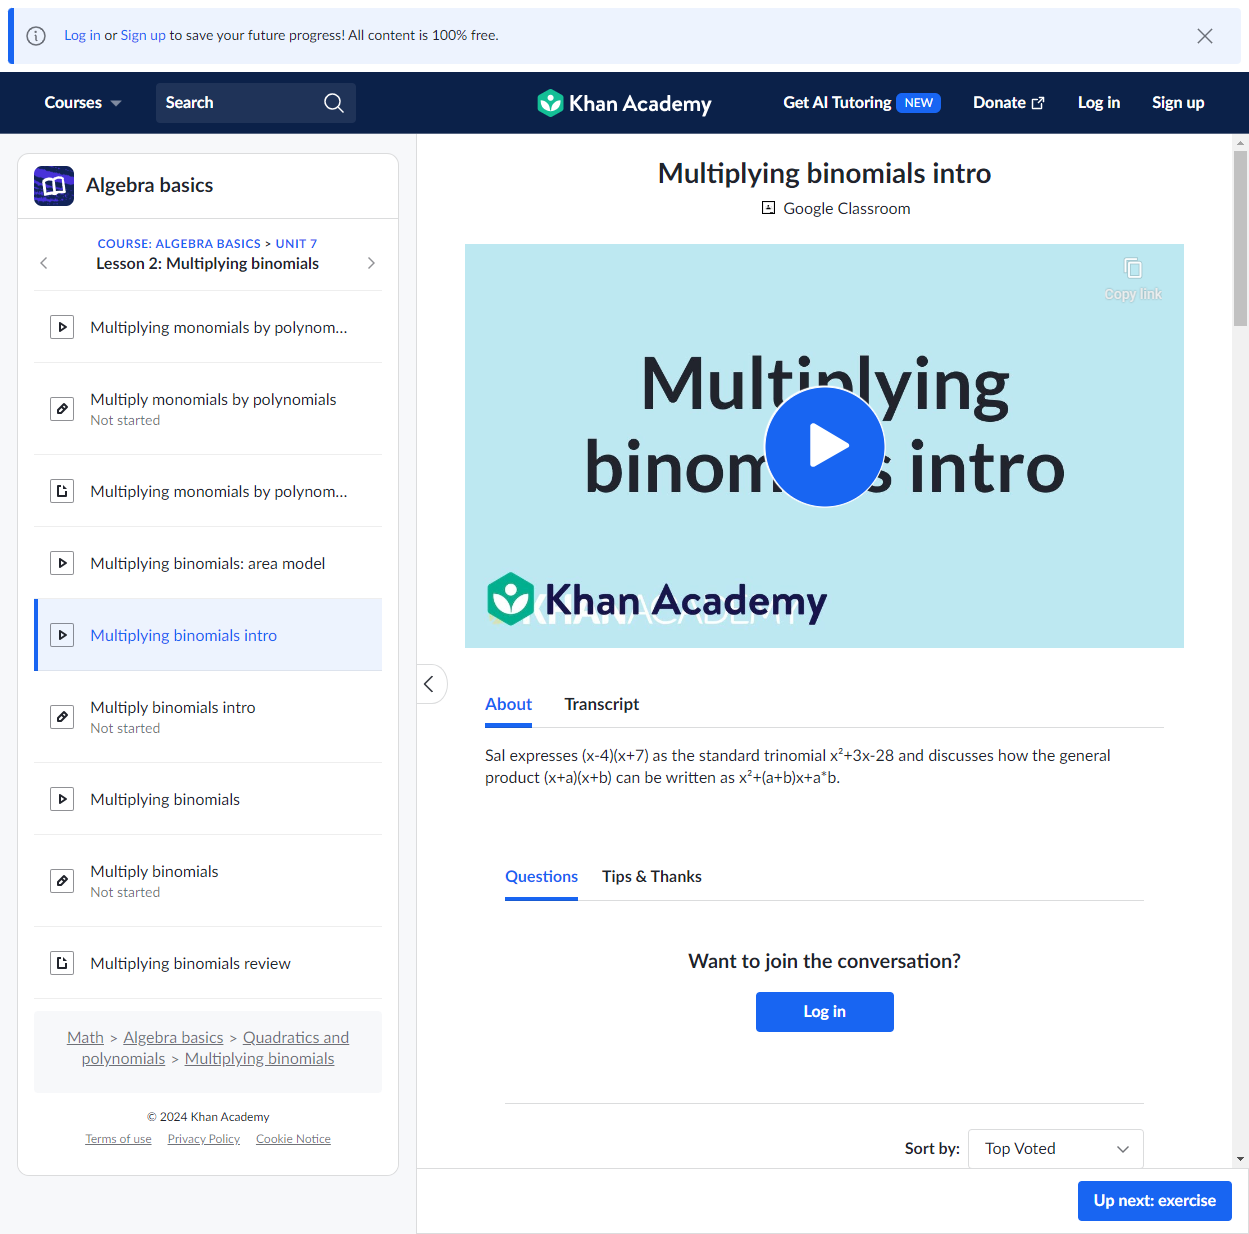 Log in or Sign up to save your future progress! All content is 100% free.
Courses
Search
Khan Academy
Get AI Tutoring NEW
Donate
Log in
Sign up
Algebra basics
COURSE: ALGEBRA BASICS > UNIT 7
Lesson 2: Multiplying binomials
Multiplying monomials by polynom...
Multiply monomials by polynomials
Not started
Multiplying monomials by polynom...
Multiplying binomials: area model
Multiplying binomials intro
Multiply binomials intro
Not started
Multiplying binomials
Multiply binomials
Not started
Multiplying binomials review
Math > Algebra basics > Quadratics and
polynomials > Multiplying binomials
© 2024 Khan Academy
Terms of use Privacy Policy Cookie Notice
Multiplying binomials intro
Google Classroom
Copy link
Multiplying
binomials intro
Khan Academy
KHANACADEMY
About
Transcript
Sal expresses (x-4)(x+7) as the standard trinomial x²+3x-28 and discusses how the general
product (x+a)(x+b) can be written as x²+(a+b)x+a*b.
Questions
Tips & Thanks
Want to join the conversation?
Log in
Sort by:
Top Voted
Up next: exercise